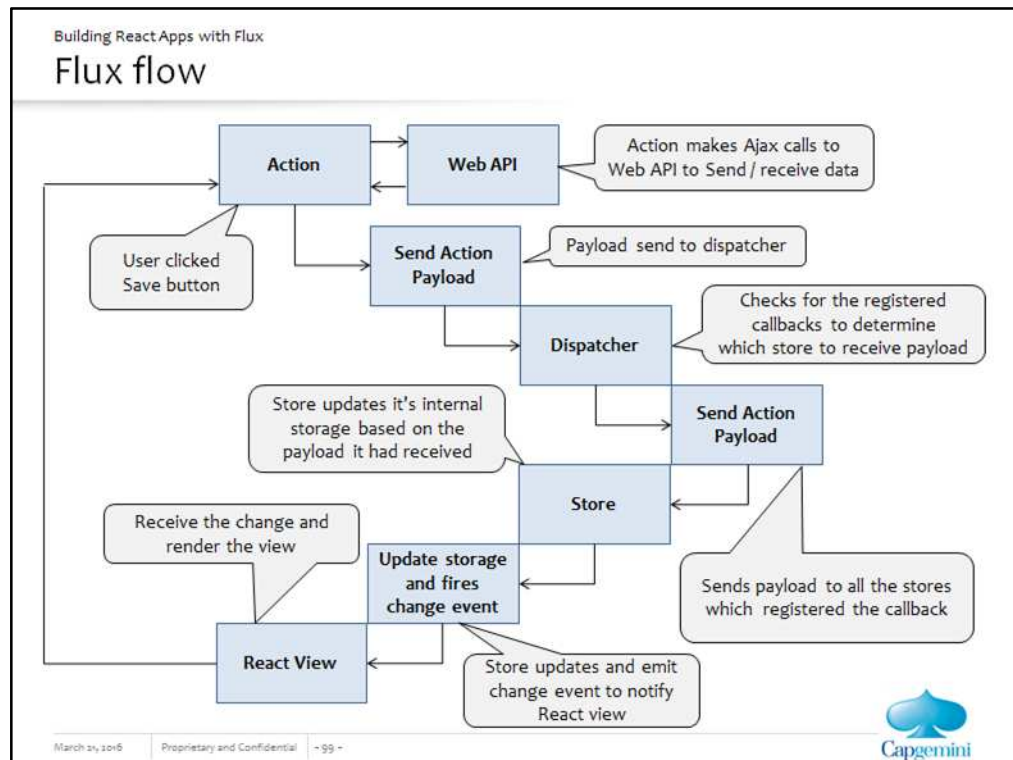 Building React Apps with Flux
Flux flow
Action
Web API
Action makes Ajax calls to
Web API to Send / receive data
User clicked
Save button
Send Action
Payload
Payload send to dispatcher
Dispatcher
Checks for the registered
callbacks to determine
which store to receive payload
Store updates it's internal
storage based on the
payload it had received
Send Action
Payload
Store
Receive the change and
render the view
Update storage
and fires
change event
Sends payload to all the stores
which registered the callback
React View
Store updates and emit
change event to notify
React view
March 21, 2016
Proprietary and Confidential
- 99 -
Capgemini